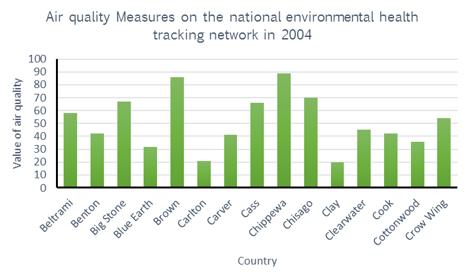 Air quality Measures on the national environmental health
tracking network in 2004
Value of air quality
100
90
80
70
60
50
40
30
20
10
0
Beltrami
Benton
Big Stone
Blue Earth
Brown
Carlton
Carver
Cass
Chippewa
Chisago
Clay
Clearwater
Cook
Cottonwood
Crow Wing
Country